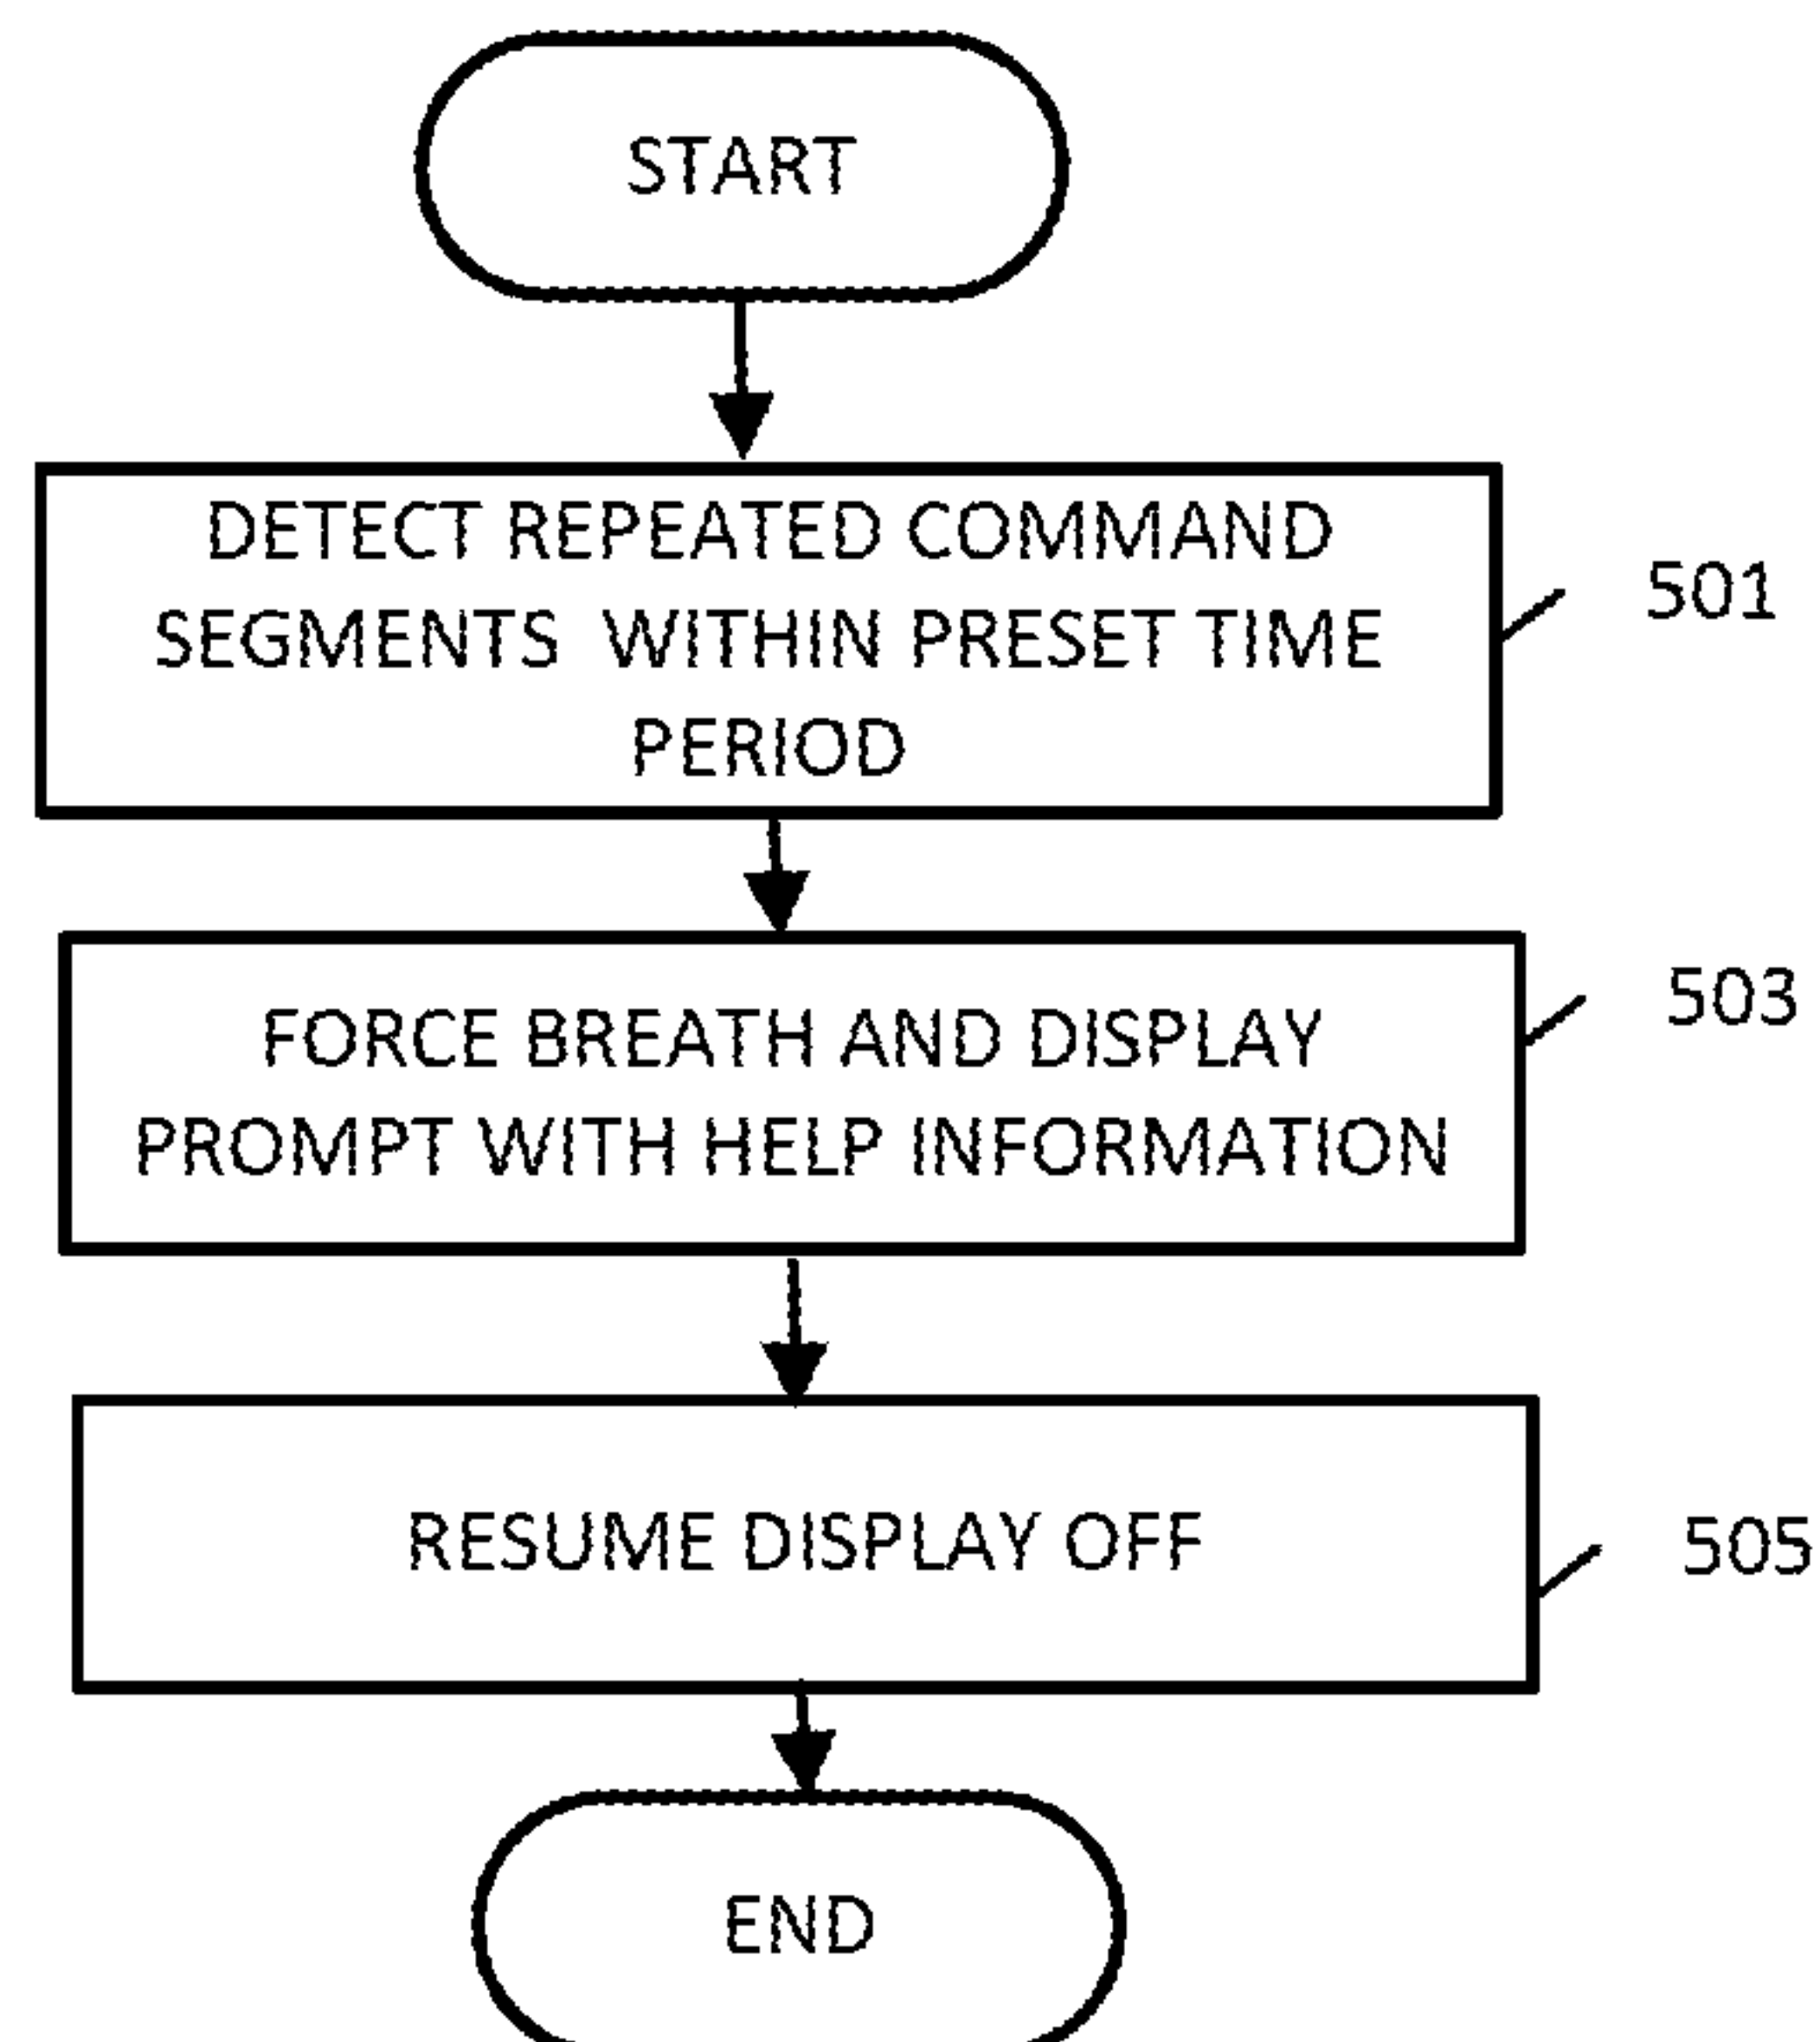 START
DETECT REPEATED COMMAND
SEGMENTS WITHIN PRESET TIME
PERIOD
501
FORCE BREATH AND DISPLAY
PROMPT WITH HELP INFORMATION
503
RESUME DISPLAY OFF
505
END